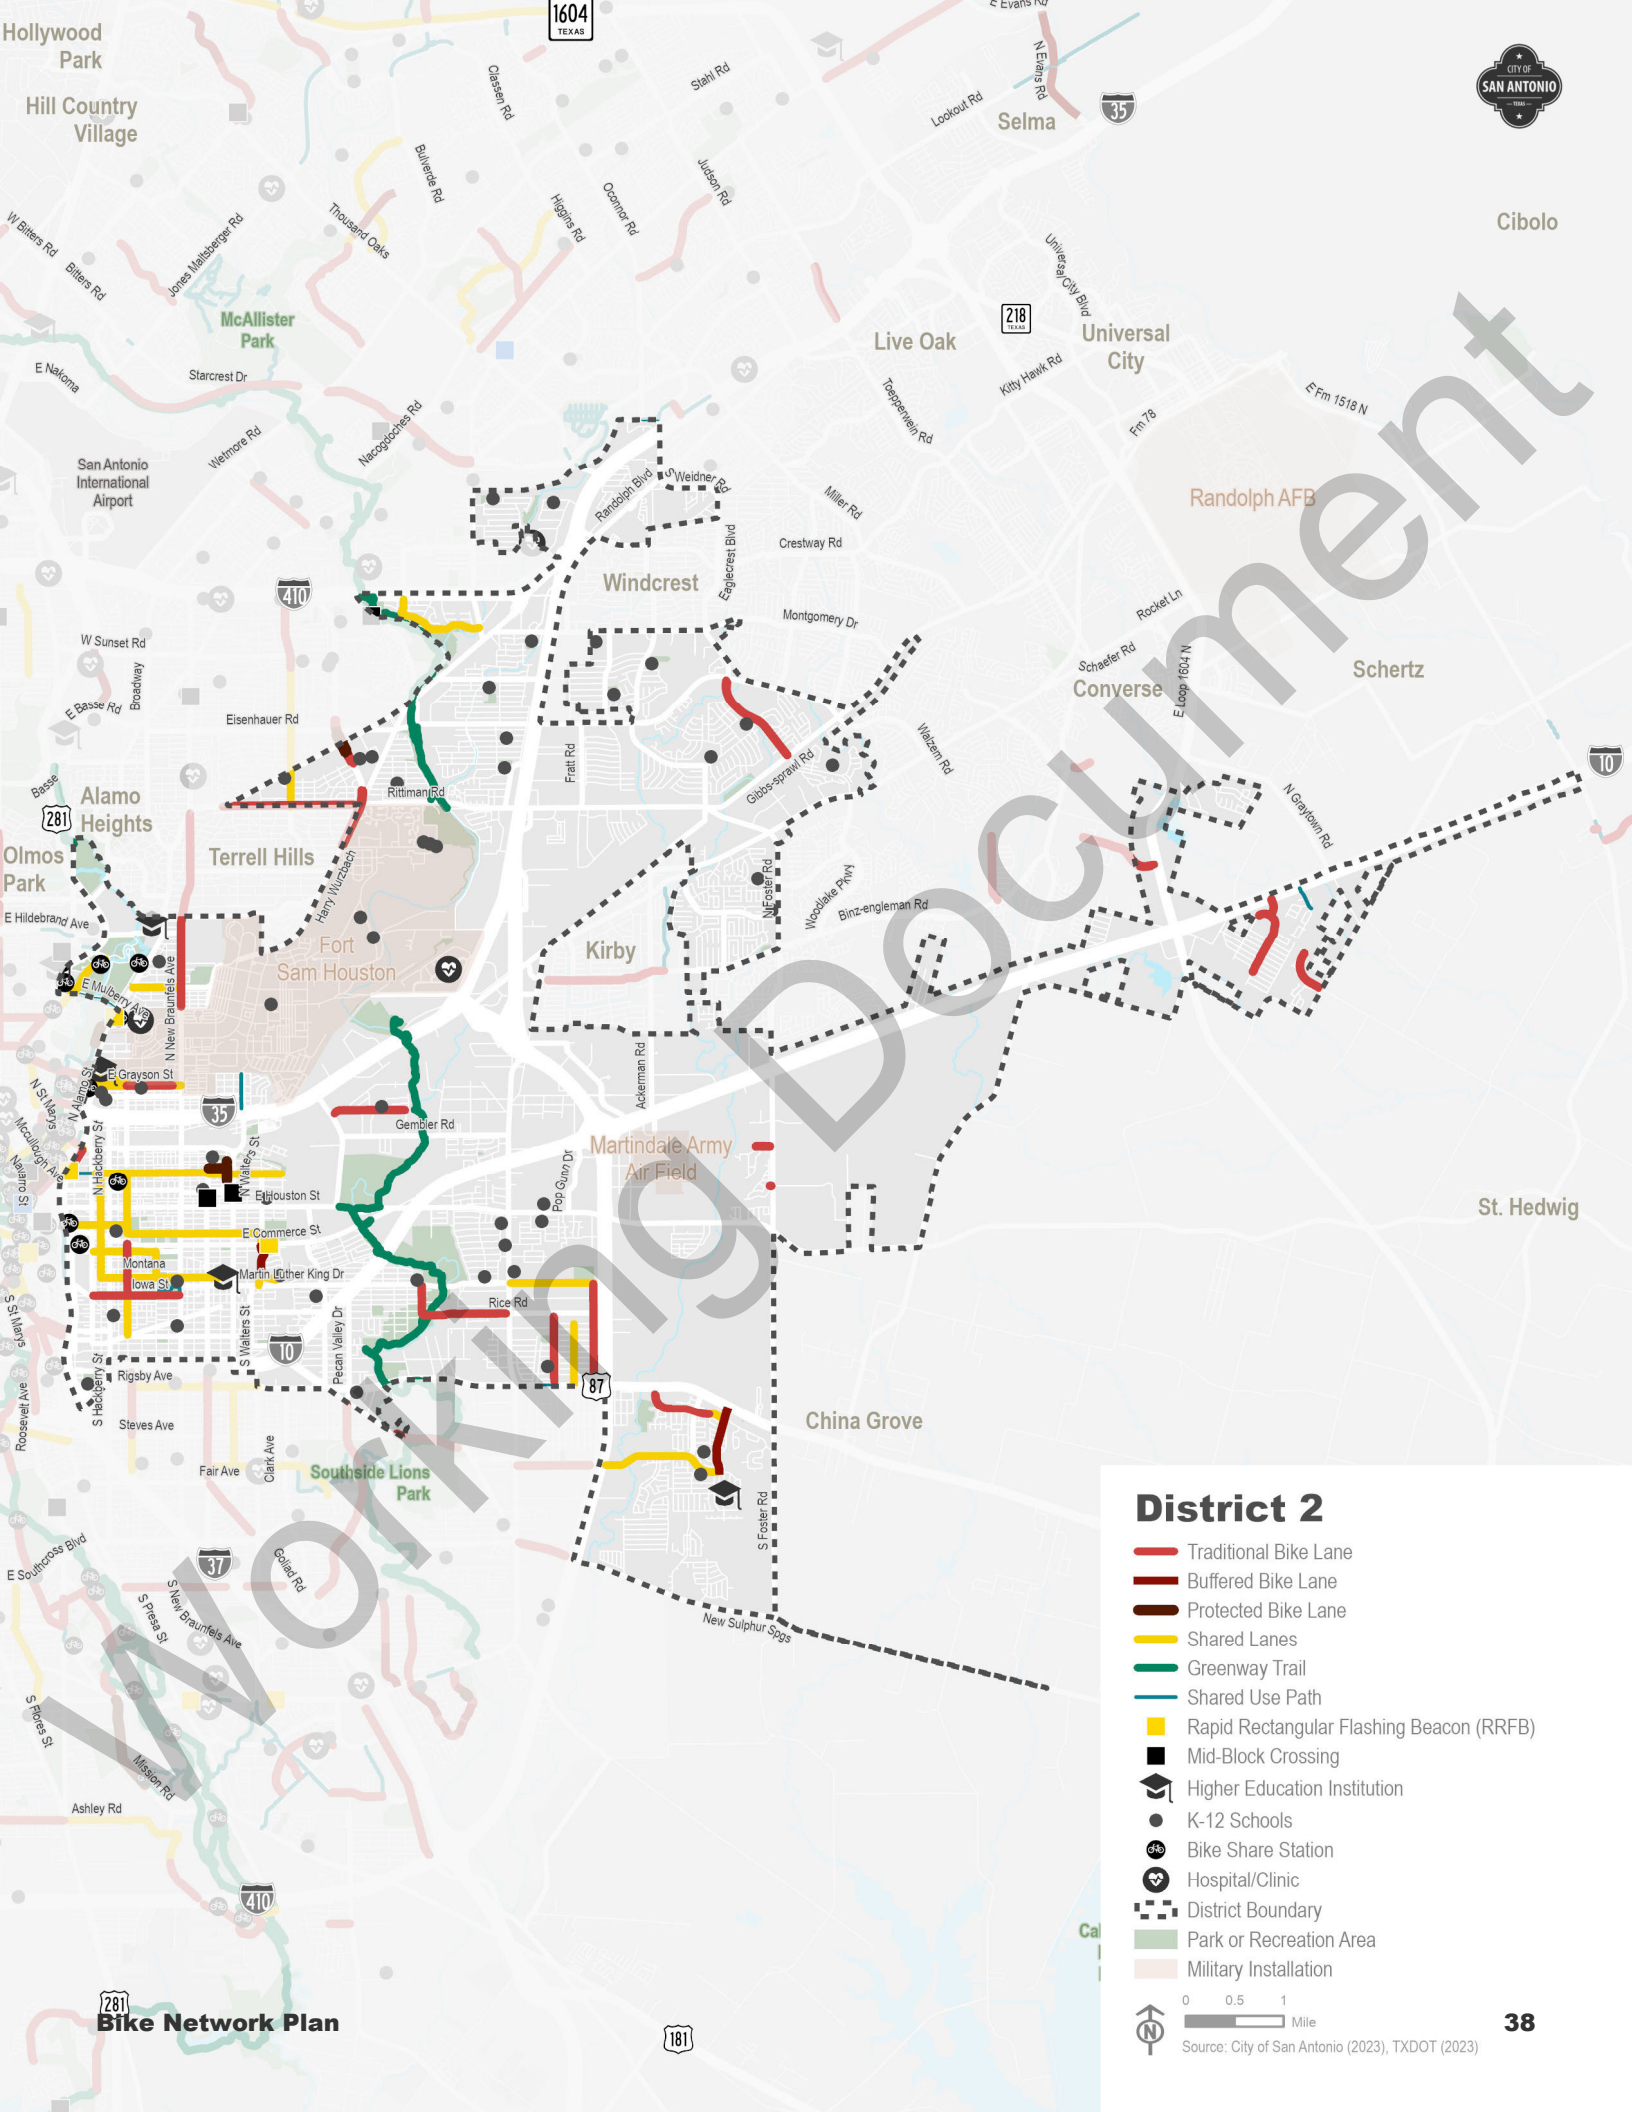 1604
TEXAS
E Evans Rd
Hollywood
Park
Hill Country
Village
Classen Rd
Stahl Rd
N Evans Rd
Lookout Rd
Selma
35
CITY OF
SAN ANTONIO
TEXAS
Cibolo
Bulverde Rd
Judson Rd
Oconnor Rd
Higgins Rd
Thousand Oaks
Jones Maltsberger Rd
W Bitters Rd
Bitters Rd
Universal City Blvd
McAllister
Park
218
TEXAS
Live Oak
Universal
City
Kitty Hawk Rd
E Nakoma
Starcrest Dr
Toepperwein Rd
E Fm 1518 N
Fm 78
Nacogdoches Rd
Wetmore Rd
San Antonio
International
Airport
Randolph Blvd
S Weidner Rd
Miller Rd
Randolph AFB
Crestway Rd
Eaglecrest Blvd
Windcrest
410
Montgomery Dr
Rocket Ln
W Sunset Rd
Broadway
E Basse Rd
Eisenhauer Rd
Schaefer Rd
Converse
E Loop 1604 N
Schertz
Walzem Rd
Fratt Rd
Gibbs-sprawl Rd
Rittiman Rd
10
Basse
Alamo
Heights
281
Olmos
Park
Terrell Hills
Harry Wurzbach
N Graytown Rd
E Hildebrand Ave
N Foster Rd
Woodlake Pkwy
Binz-engleman Rd
Fort
Sam Houston
Kirby
E Mulberry Ave
N New Braunfels Ave
E Grayson St
N Alamo St
N St Marys
Mccullough Ave
Navarro St
35
N Hackberry St
N Walters St
Ackerman Rd
Gembler Rd
Martindale Army
Air Field
E Houston St
Pop Gunn Dr
St. Hedwig
E Commerce St
Montana
Martin Luther King Dr
Iowa St
Rice Rd
S St Marys
S Walters St
Pecan Valley Dr
10
Rigsby Ave
87
S Hackberry St
Roosevelt Ave
Steves Ave
China Grove
Clark Ave
Fair Ave
Southside Lions
Park
S Foster Rd
E Southcross Blvd
37
Goliad Rd
S Presa St
S New Braunfels Ave
New Sulphur Spgs
S Flores St
Mission Rd
Ashley Rd
410
Cal
281
Bike Network Plan
181
Working Document
District 2
Traditional Bike Lane
Buffered Bike Lane
Protected Bike Lane
Shared Lanes
Greenway Trail
Shared Use Path
Rapid Rectangular Flashing Beacon (RRFB)
Mid-Block Crossing
Higher Education Institution
K-12 Schools
Bike Share Station
Hospital/Clinic
District Boundary
Park or Recreation Area
Military Installation
0 0.5 1
Mile
N
Source: City of San Antonio (2023), TXDOT (2023)
38